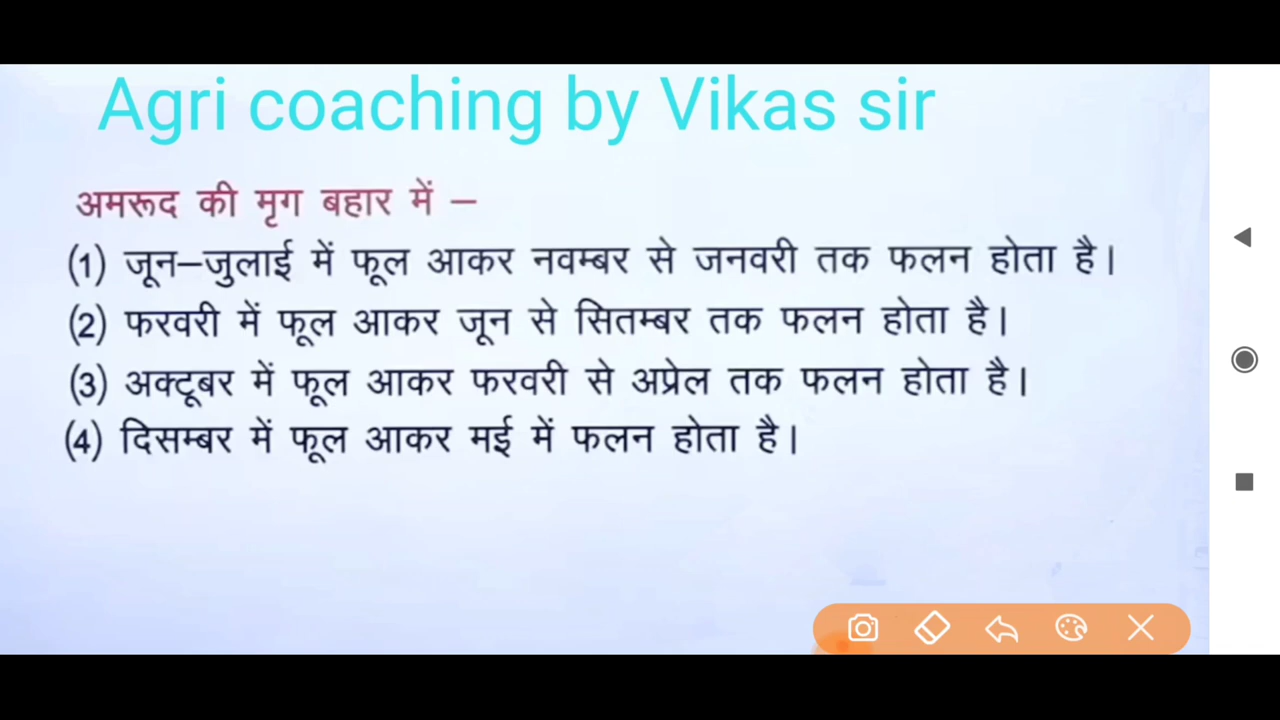 Agri coaching by Vikas sir
अमरूद की मृग बहार में –
(1) जून–जुलाई में फूल आकर नवम्बर से जनवरी तक फलन होता है।
(2) फरवरी में फूल आकर जून से सितम्बर तक फलन होता है।
(3) अक्टूबर में फूल आकर फरवरी से अप्रेल तक फलन होता है।
(4) दिसम्बर में फूल आकर मई में फलन होता है।